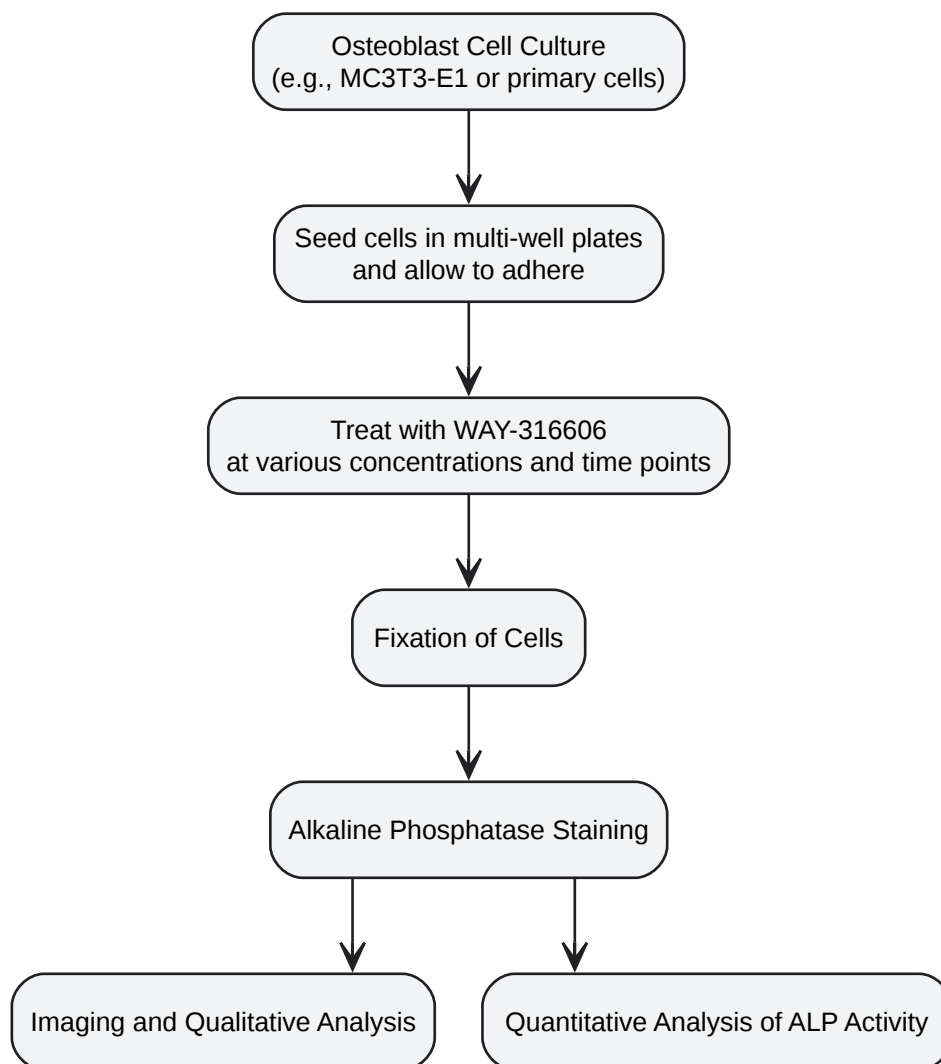 Osteoblast Cell Culture
(e.g., MC3T3-E1 or primary cells)
Seed cells in multi-well plates
and allow to adhere
Treat with WAY-316606
at various concentrations and time points
Fixation of Cells
Alkaline Phosphatase Staining
Imaging and Qualitative Analysis
Quantitative Analysis of ALP Activity